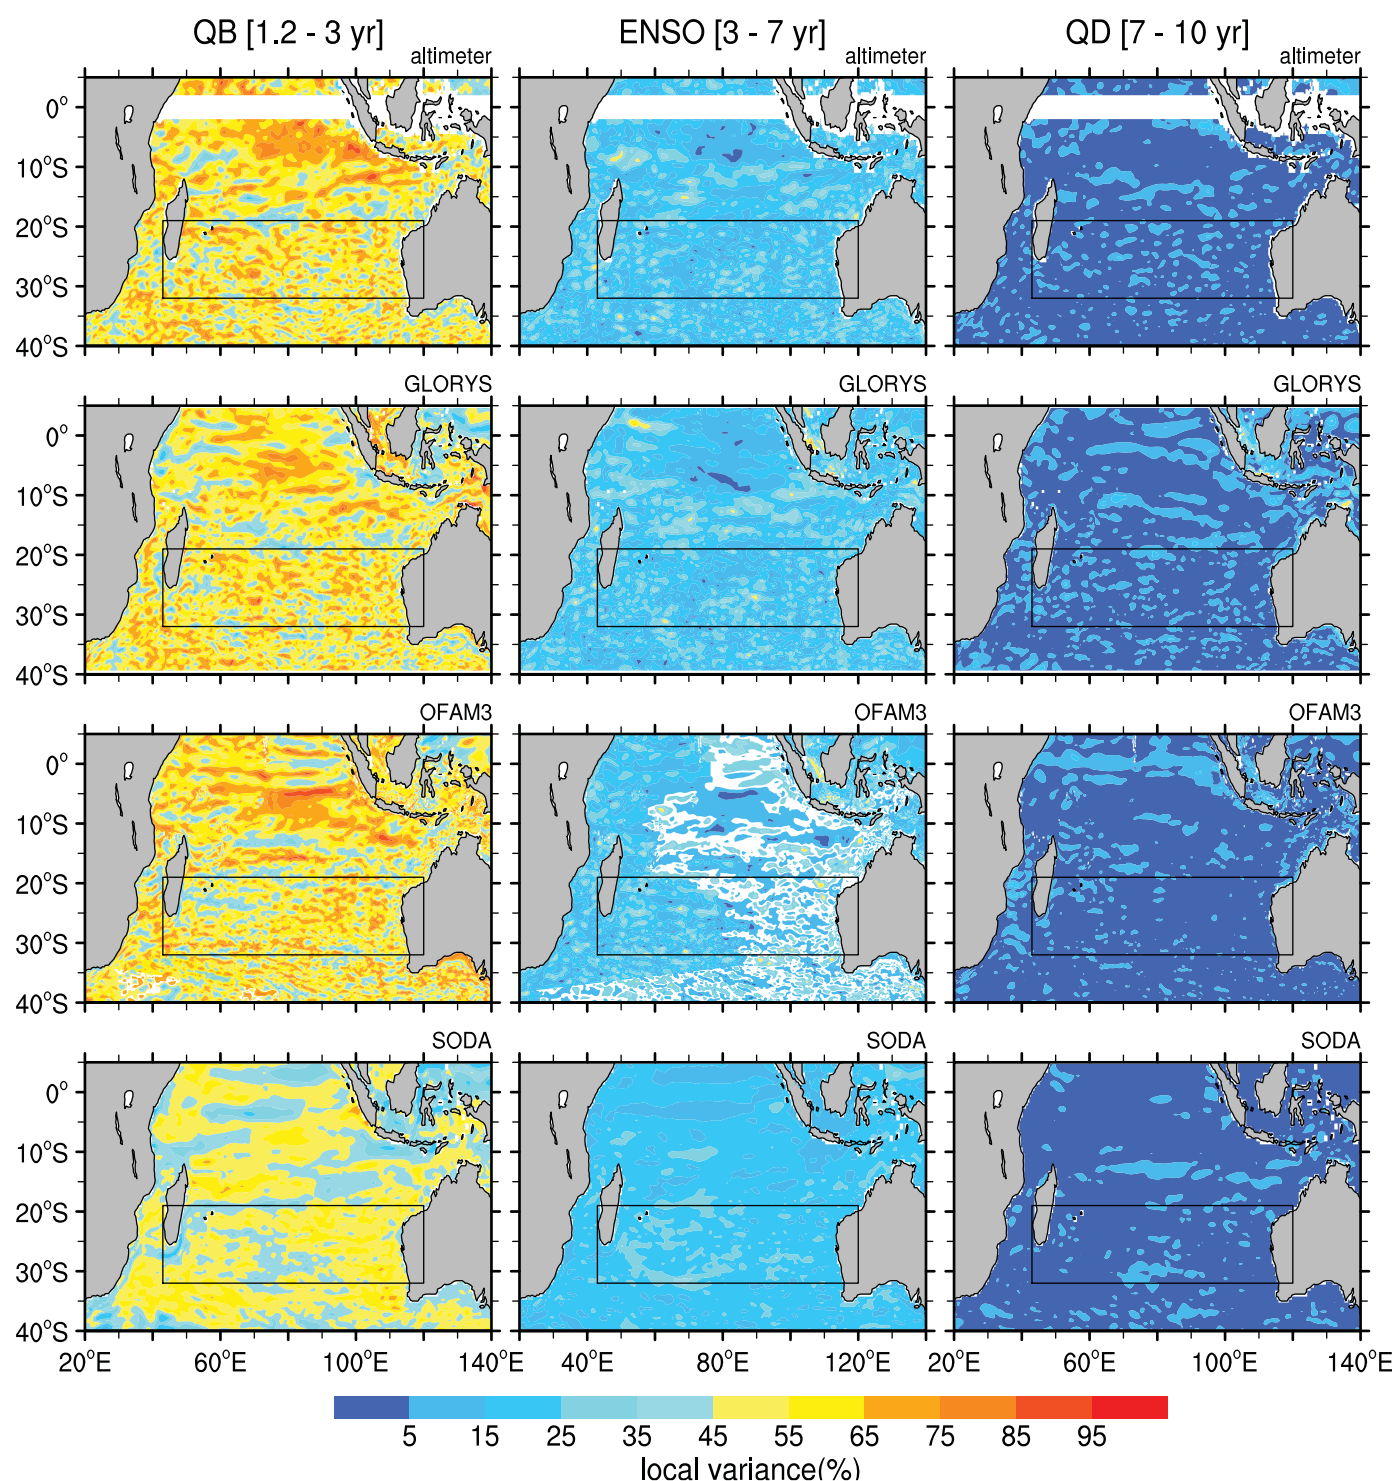 QB [1.2 - 3 yr] ENSO [3 - 7 yr] QD [7 - 10 yr]
altimeter altimeter altimeter
0°
10°S
20°S
30°S
40°S
GLORYS GLORYS GLORYS
0°
10°S
20°S
30°S
40°S
OFAM3 OFAM3 OFAM3
0°
10°S
20°S
30°S
40°S
SODA SODA SODA
0°
10°S
20°S
30°S
40°S
20°E 60°E 100°E 140°E 40°E 80°E 120°E 20°E 60°E 100°E 140°E
5 15 25 35 45 55 65 75 85 95
local variance(%)